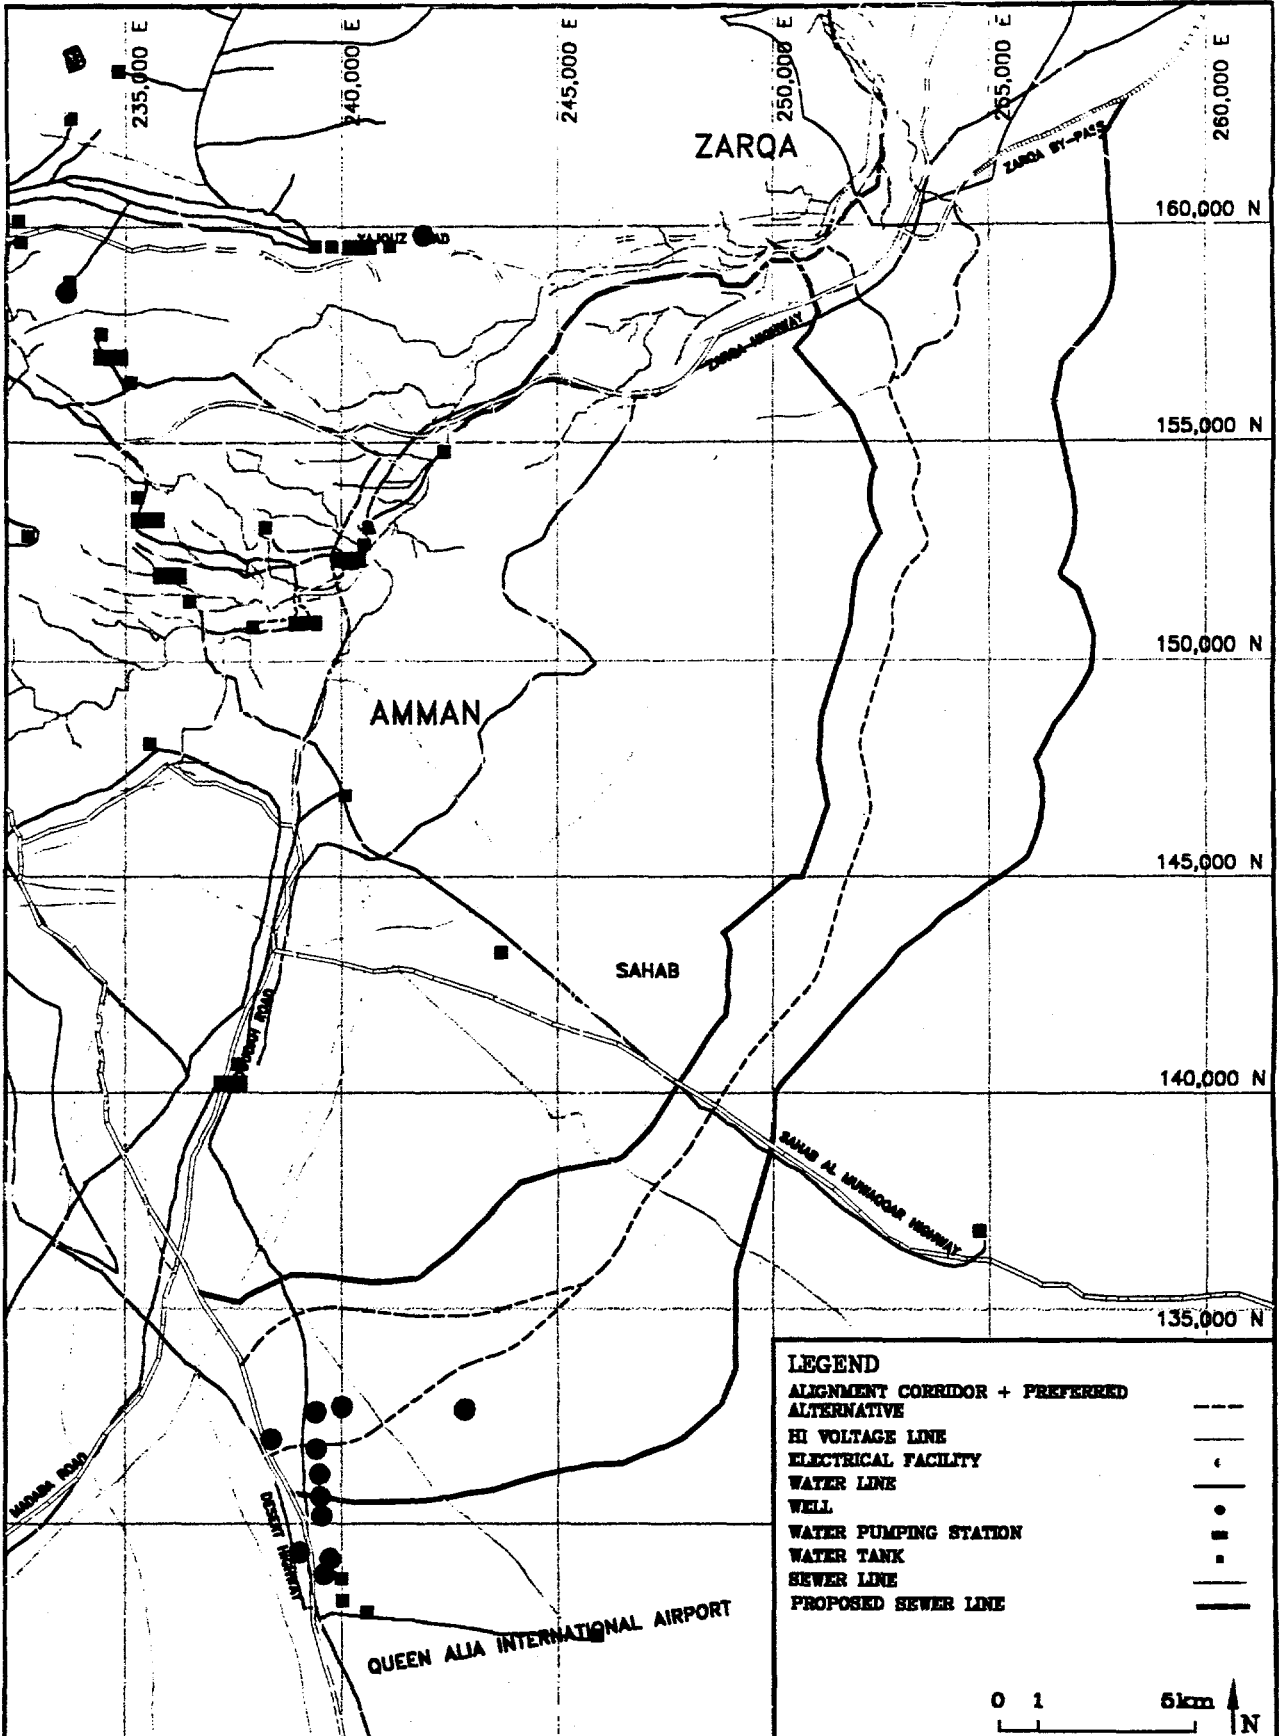 235,000 E
240,000 E
245,000 E
250,000 E
255,000 E
260,000 E
ZARQA
ZARQA BY-PASS
160,000 N
ZARQA HIGHWAY
155,000 N
150,000 N
AMMAN
145,000 N
SAHAB
ROAD
140,000 N
SAHAB AL MUWAQQAR HIGHWAY
135,000 N
MADABA ROAD
DESERT HIGHWAY
QUEEN ALIA INTERNATIONAL AIRPORT
LEGEND
ALIGNMENT CORRIDOR + PREFERRED
ALTERNATIVE
HI VOLTAGE LINE
ELECTRICAL FACILITY
WATER LINE
WELL
WATER PUMPING STATION
WATER TANK
SEWER LINE
PROPOSED SEWER LINE
0 1 5km
N